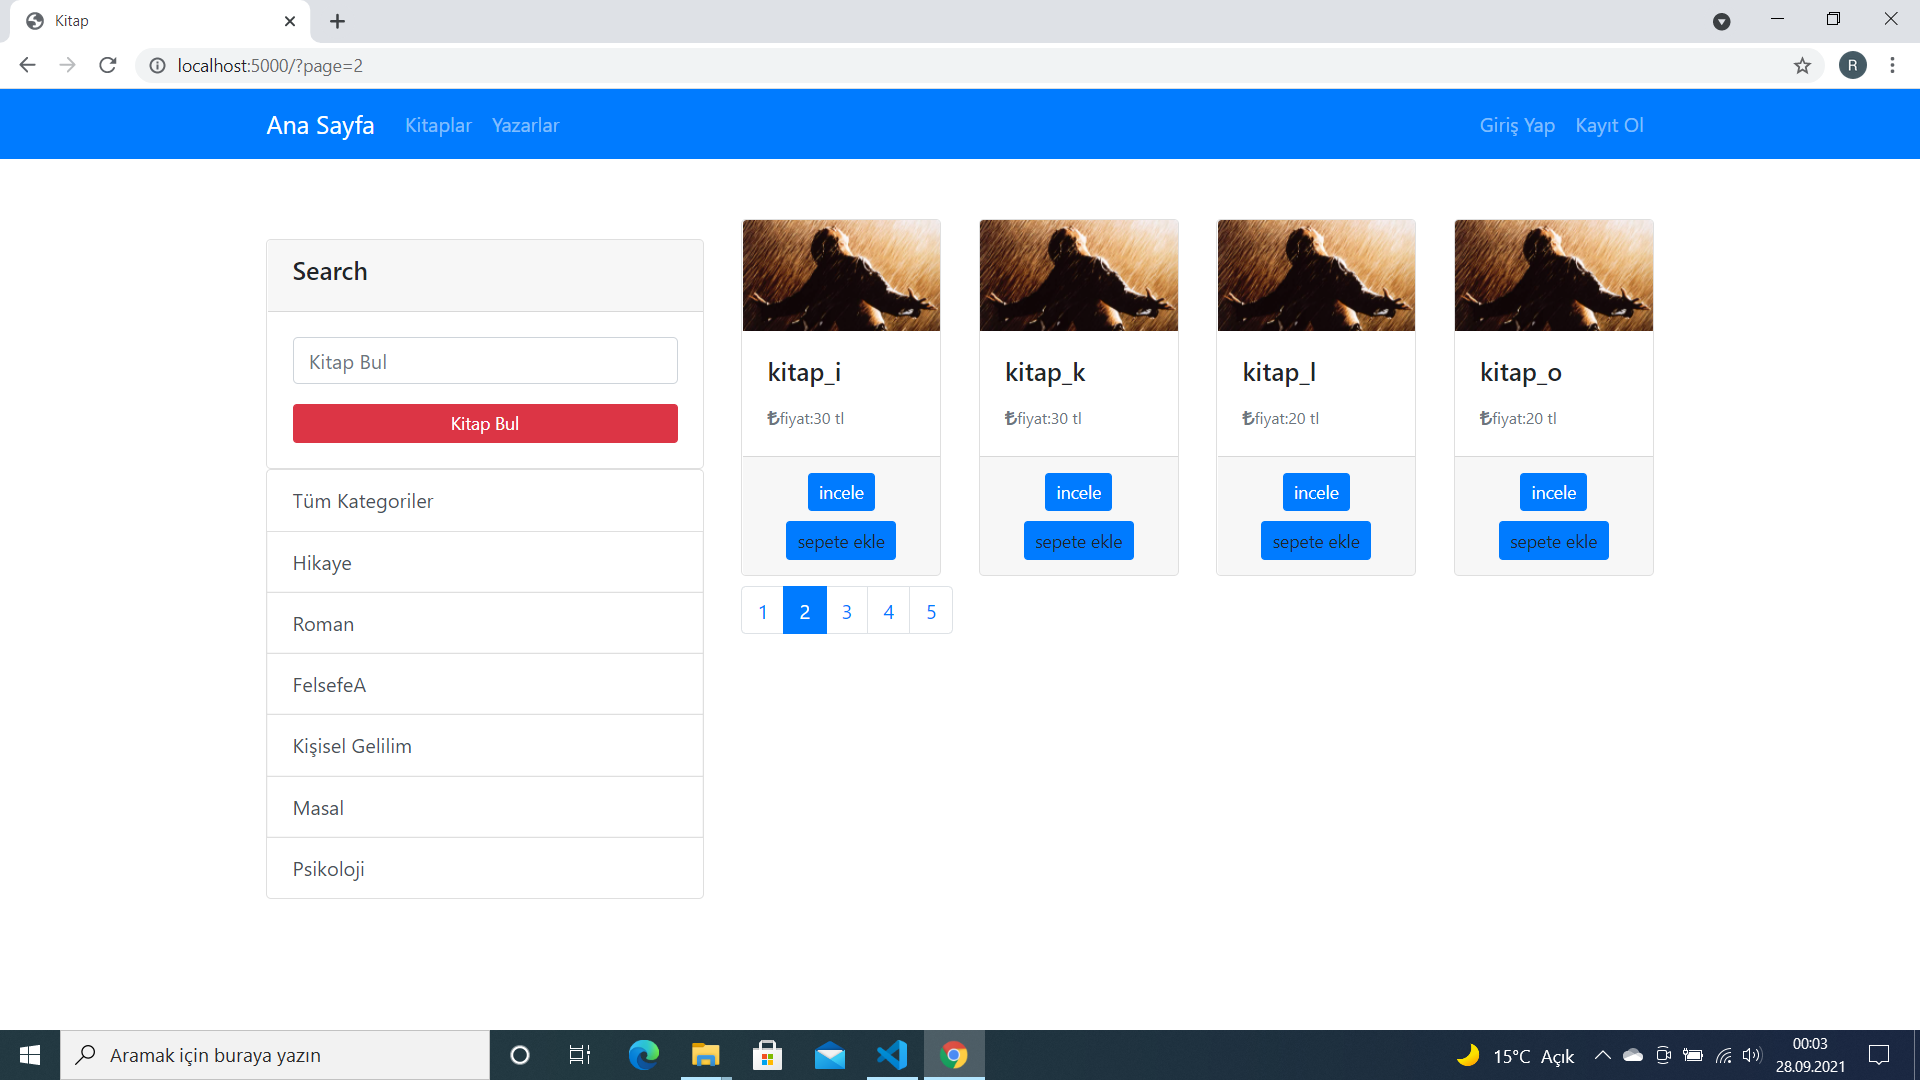 Kitap
localhost:5000/?page=2
R
Ana Sayfa Kitaplar Yazarlar Giriş Yap Kayıt Ol
Search
Kitap Bul
Kitap Bul
Tüm Kategoriler
Hikaye
Roman
FelsefeA
Kişisel Gelilim
Masal
Psikoloji
kitap_i
₺fiyat:30 tl
incele
sepete ekle
kitap_k
₺fiyat:30 tl
incele
sepete ekle
kitap_l
₺fiyat:20 tl
incele
sepete ekle
kitap_o
₺fiyat:20 tl
incele
sepete ekle
1 2 3 4 5
Aramak için buraya yazın
15°C Açık
00:03
28.09.2021